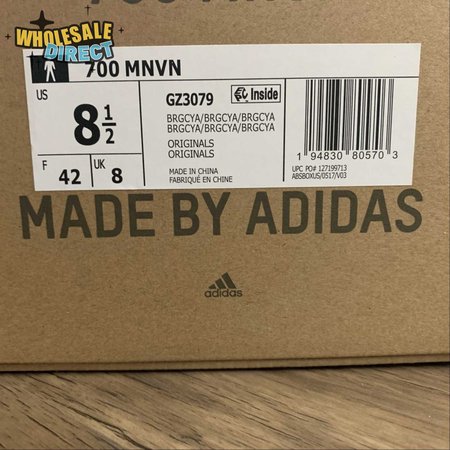 700 MNVN
WHOLESALE
DIRECT
700 MNVN
US
8 1/2
F
42
UK
8
GZ3079
Inside
BRGCYA/BRGCYA/BRGCYA
BRGCYA/BRGCYA/BRGCYA
ORIGINALS
ORIGINALS
MADE IN CHINA
FABRIQUÉ EN CHINE
1 94830 80570 3
UPC PO# 127199713
ABSBOXUS/0517/V03
MADE BY ADIDAS
adidas